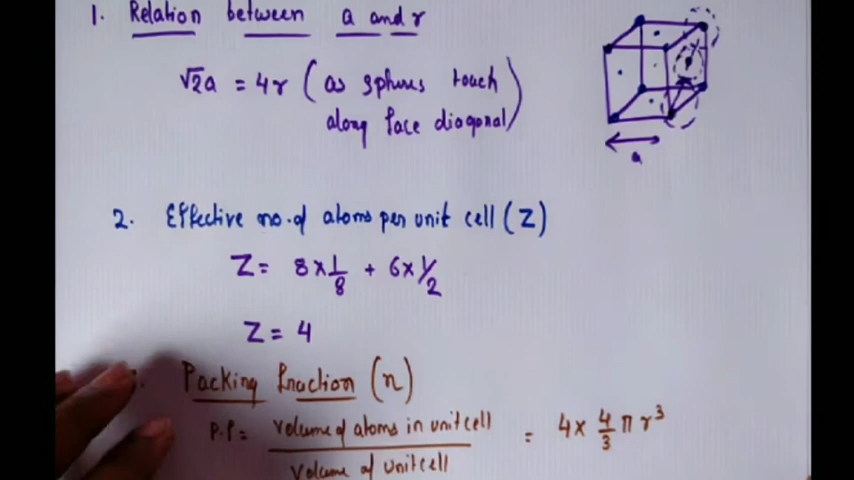 1. Relation between a and r
√2a = 4r (as spheres touch
along face diagonal)
a
2. Effective no. of atoms per unit cell (Z)
Z = 8 × 1/8 + 6 × 1/2
Z = 4
Packing fraction (n)
P.f = volume of atoms in unit cell / volume of unit cell = 4 × 4/3 π r³